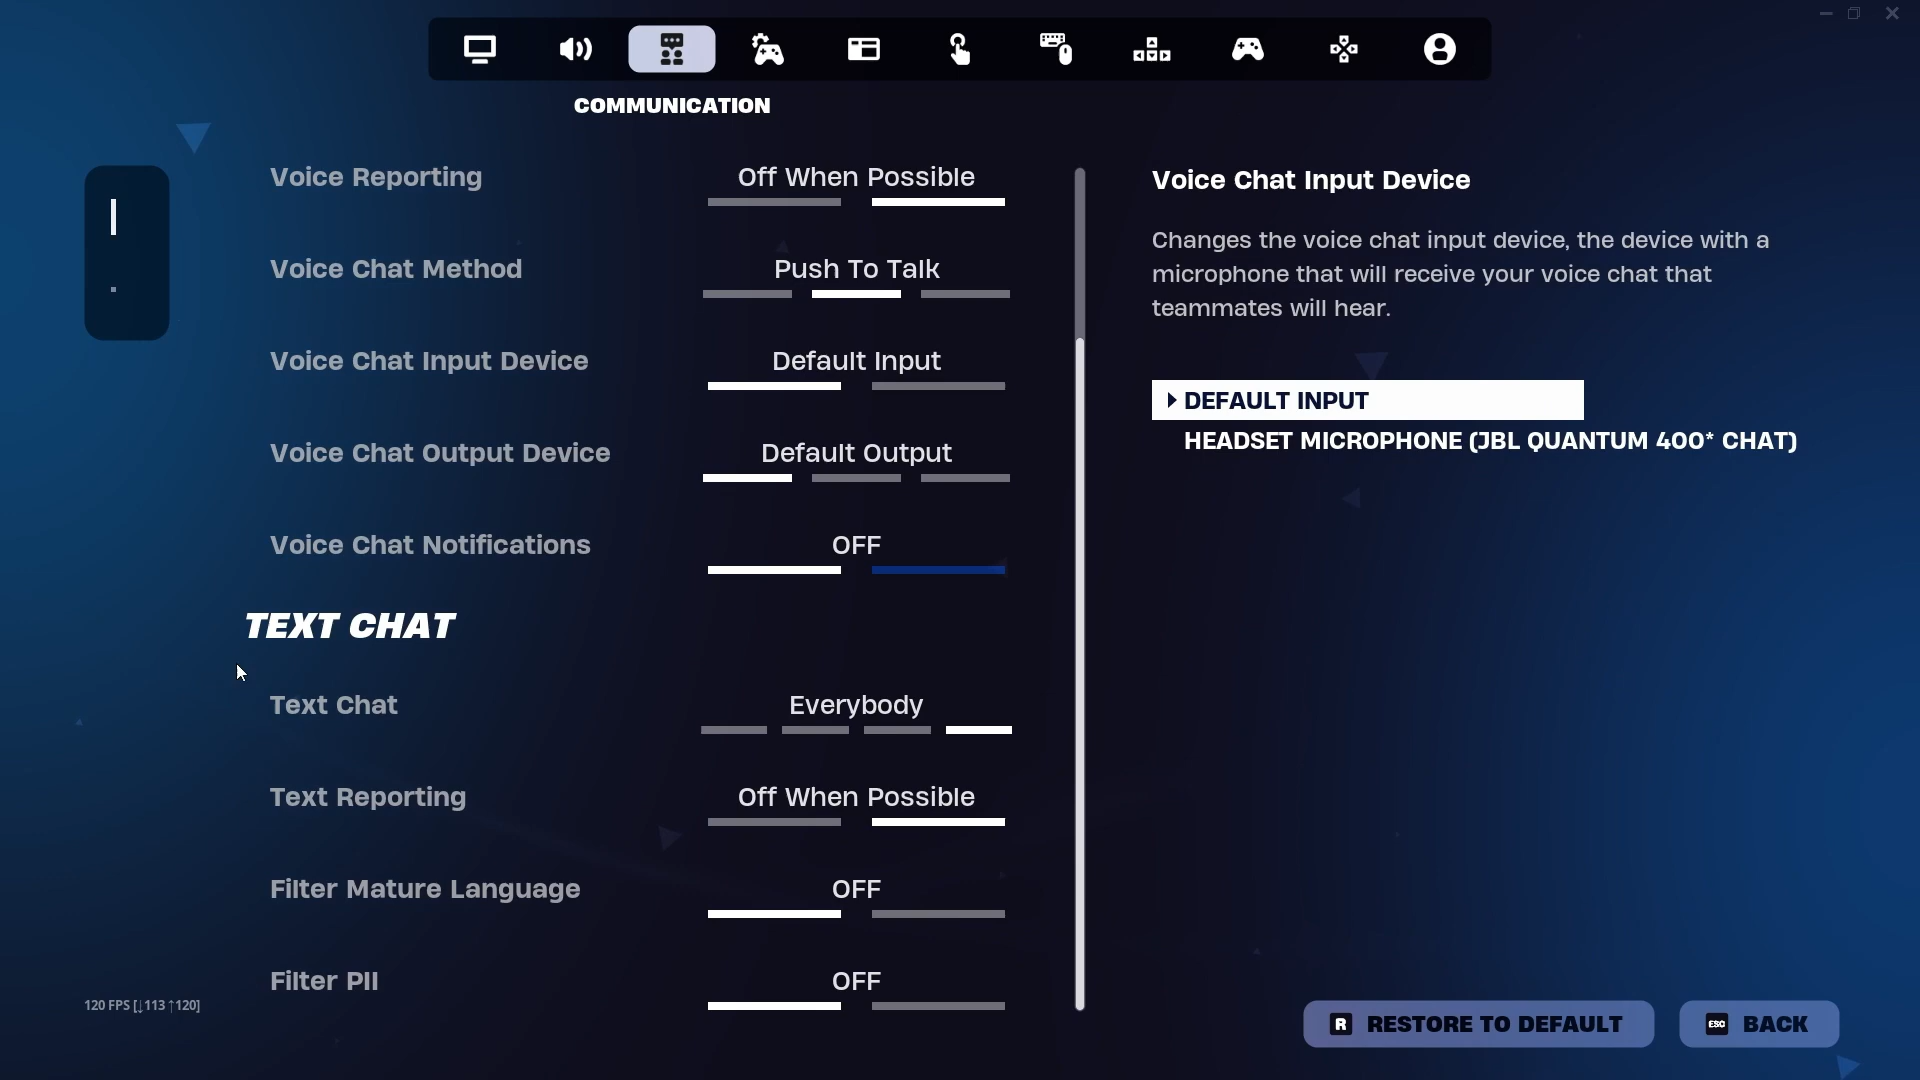 COMMUNICATION
Voice Reporting
Off When Possible
Voice Chat Method
Push To Talk
Voice Chat Input Device
Default Input
Voice Chat Output Device
Default Output
Voice Chat Notifications
OFF
TEXT CHAT
Text Chat
Everybody
Text Reporting
Off When Possible
Filter Mature Language
OFF
Filter PII
OFF
Voice Chat Input Device
Changes the voice chat input device, the device with a
microphone that will receive your voice chat that
teammates will hear.
DEFAULT INPUT
HEADSET MICROPHONE (JBL QUANTUM 400* CHAT)
120 FPS [↓113 ↑120]
R RESTORE TO DEFAULT
ESC BACK